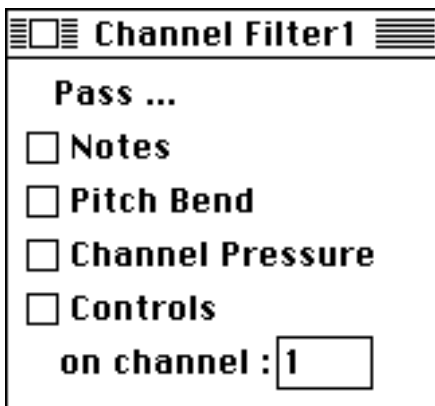 Channel Filter1
Pass ...
Notes
Pitch Bend
Channel Pressure
Controls
on channel : 1